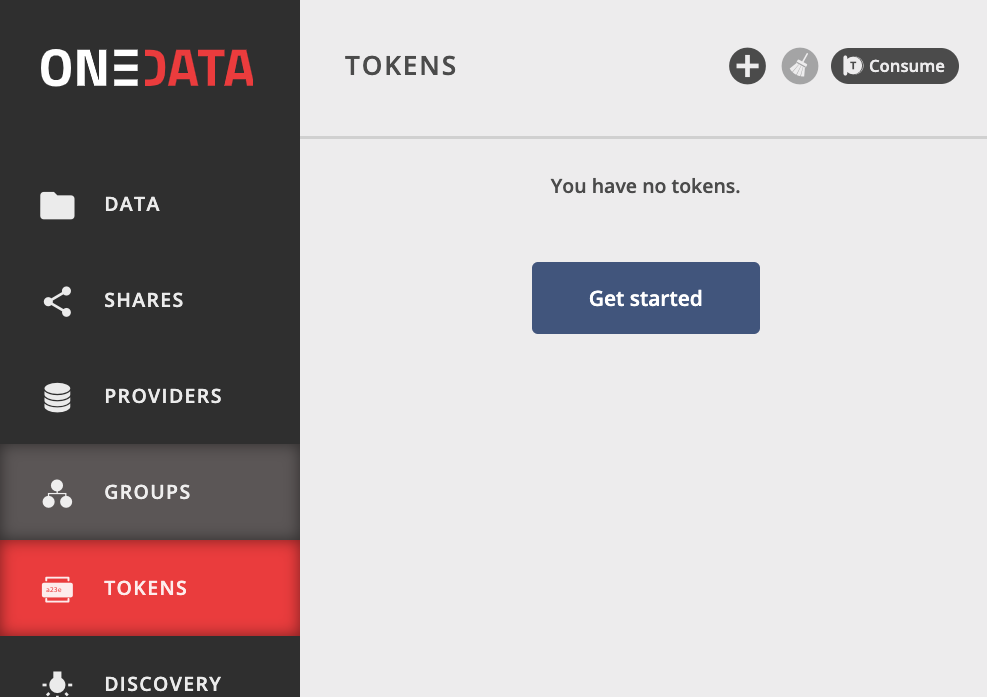 ONEDATA
TOKENS
T Consume
DATA
You have no tokens.
SHARES
Get started
PROVIDERS
GROUPS
a23e TOKENS
DISCOVERY